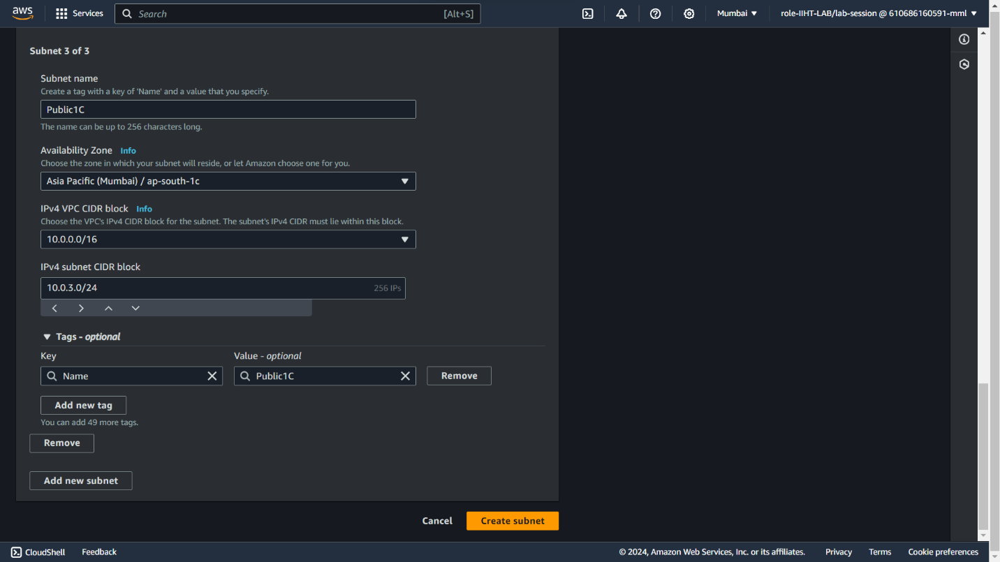 aws
Services
Search
[Alt+S]
Mumbai
role-IIHT-LAB/lab-session @ 610686160591-mml
Subnet 3 of 3
Subnet name
Create a tag with a key of 'Name' and a value that you specify.
Public1C
The name can be up to 256 characters long.
Availability Zone Info
Choose the zone in which your subnet will reside, or let Amazon choose one for you.
Asia Pacific (Mumbai) / ap-south-1c
IPv4 VPC CIDR block Info
Choose the VPC's IPv4 CIDR block for the subnet. The subnet's IPv4 CIDR must lie within this block.
10.0.0.0/16
IPv4 subnet CIDR block
10.0.3.0/24 256 IPs
Tags - optional
Key Value - optional
Name Public1C Remove
Add new tag
You can add 49 more tags.
Remove
Add new subnet
Cancel Create subnet
CloudShell Feedback © 2024, Amazon Web Services, Inc. or its affiliates. Privacy Terms Cookie preferences